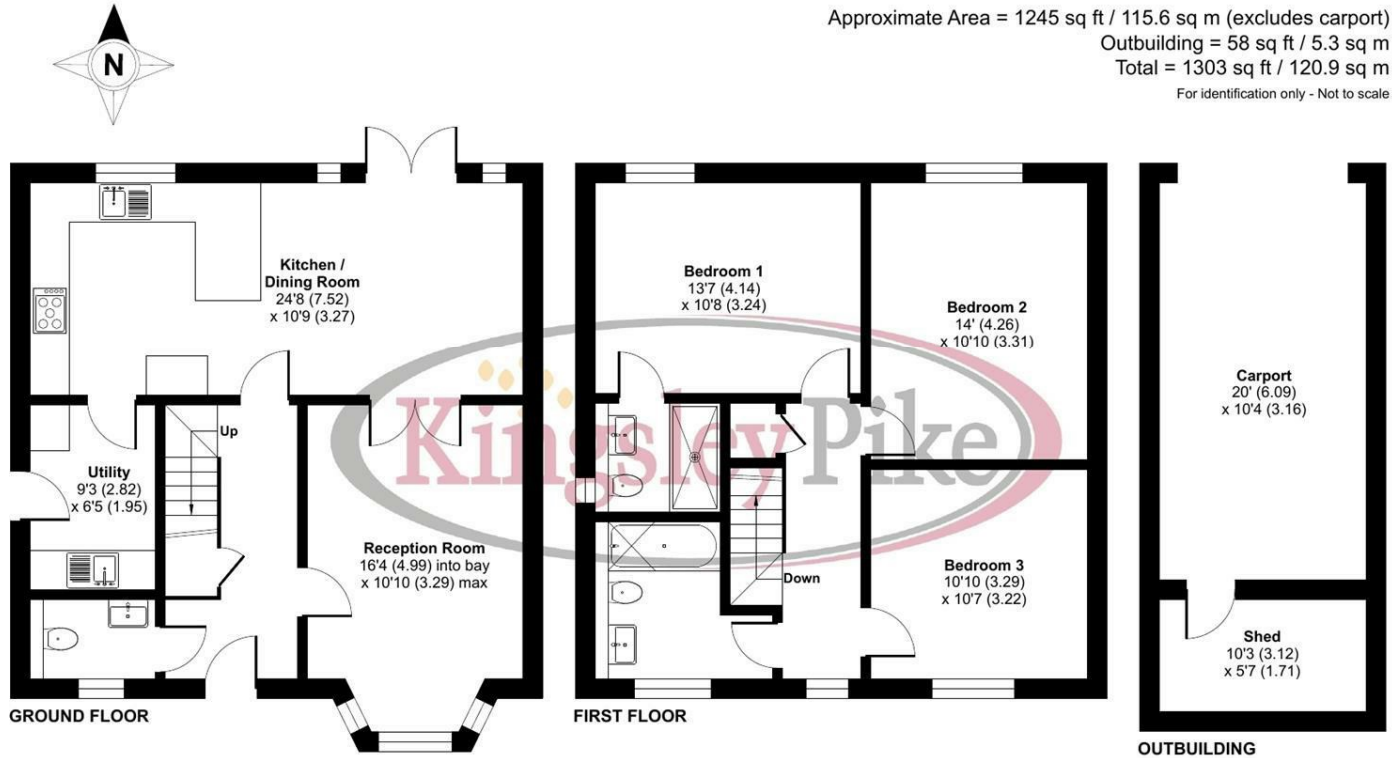 Approximate Area = 1245 sq ft / 115.6 sq m (excludes carport)
Outbuilding = 58 sq ft / 5.3 sq m
Total = 1303 sq ft / 120.9 sq m
For identification only - Not to scale
N
Kitchen /
Dining Room
24'8 (7.52)
x 10'9 (3.27)
Up
Utility
9'3 (2.82)
x 6'5 (1.95)
Reception Room
16'4 (4.99) into bay
x 10'10 (3.29) max
GROUND FLOOR
Bedroom 1
13'7 (4.14)
x 10'8 (3.24)
Bedroom 2
14' (4.26)
x 10'10 (3.31)
Down
Bedroom 3
10'10 (3.29)
x 10'7 (3.22)
FIRST FLOOR
Carport
20' (6.09)
x 10'4 (3.16)
Shed
10'3 (3.12)
x 5'7 (1.71)
OUTBUILDING
KingsleyPike